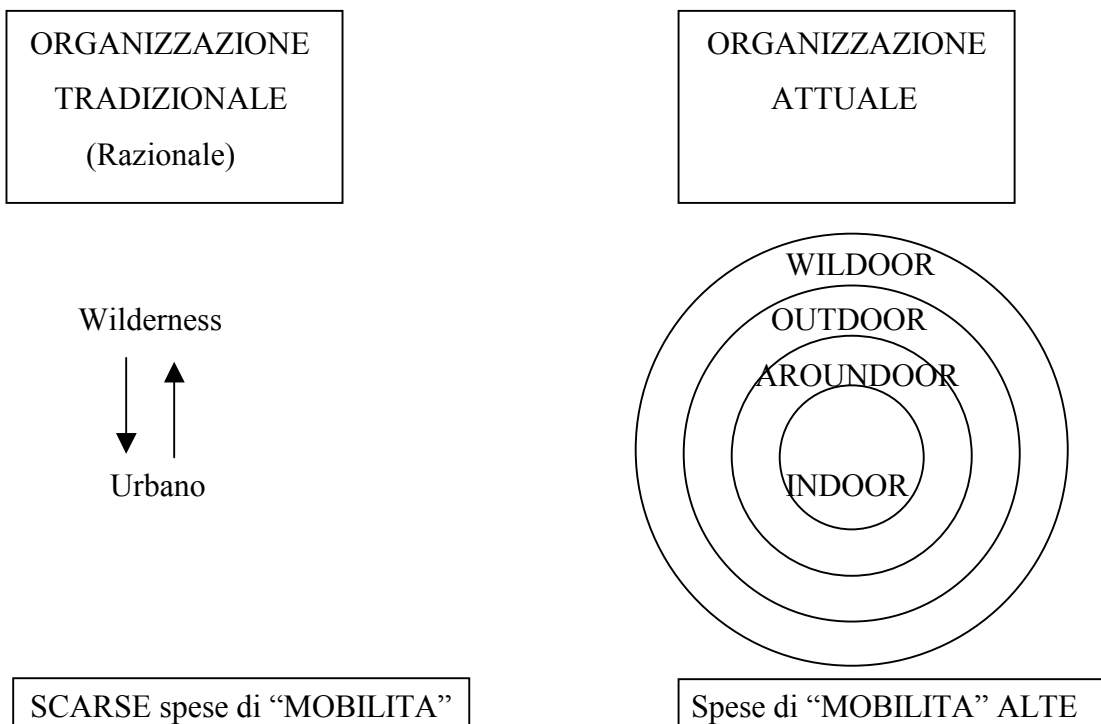 ORGANIZZAZIONE
TRADIZIONALE
(Razionale)
ORGANIZZAZIONE
ATTUALE
Wilderness
Urbano
WILDOOR
OUTDOOR
AROUNDOOR
INDOOR
SCARSE spese di “MOBILITA”
Spese di “MOBILITA” ALTE